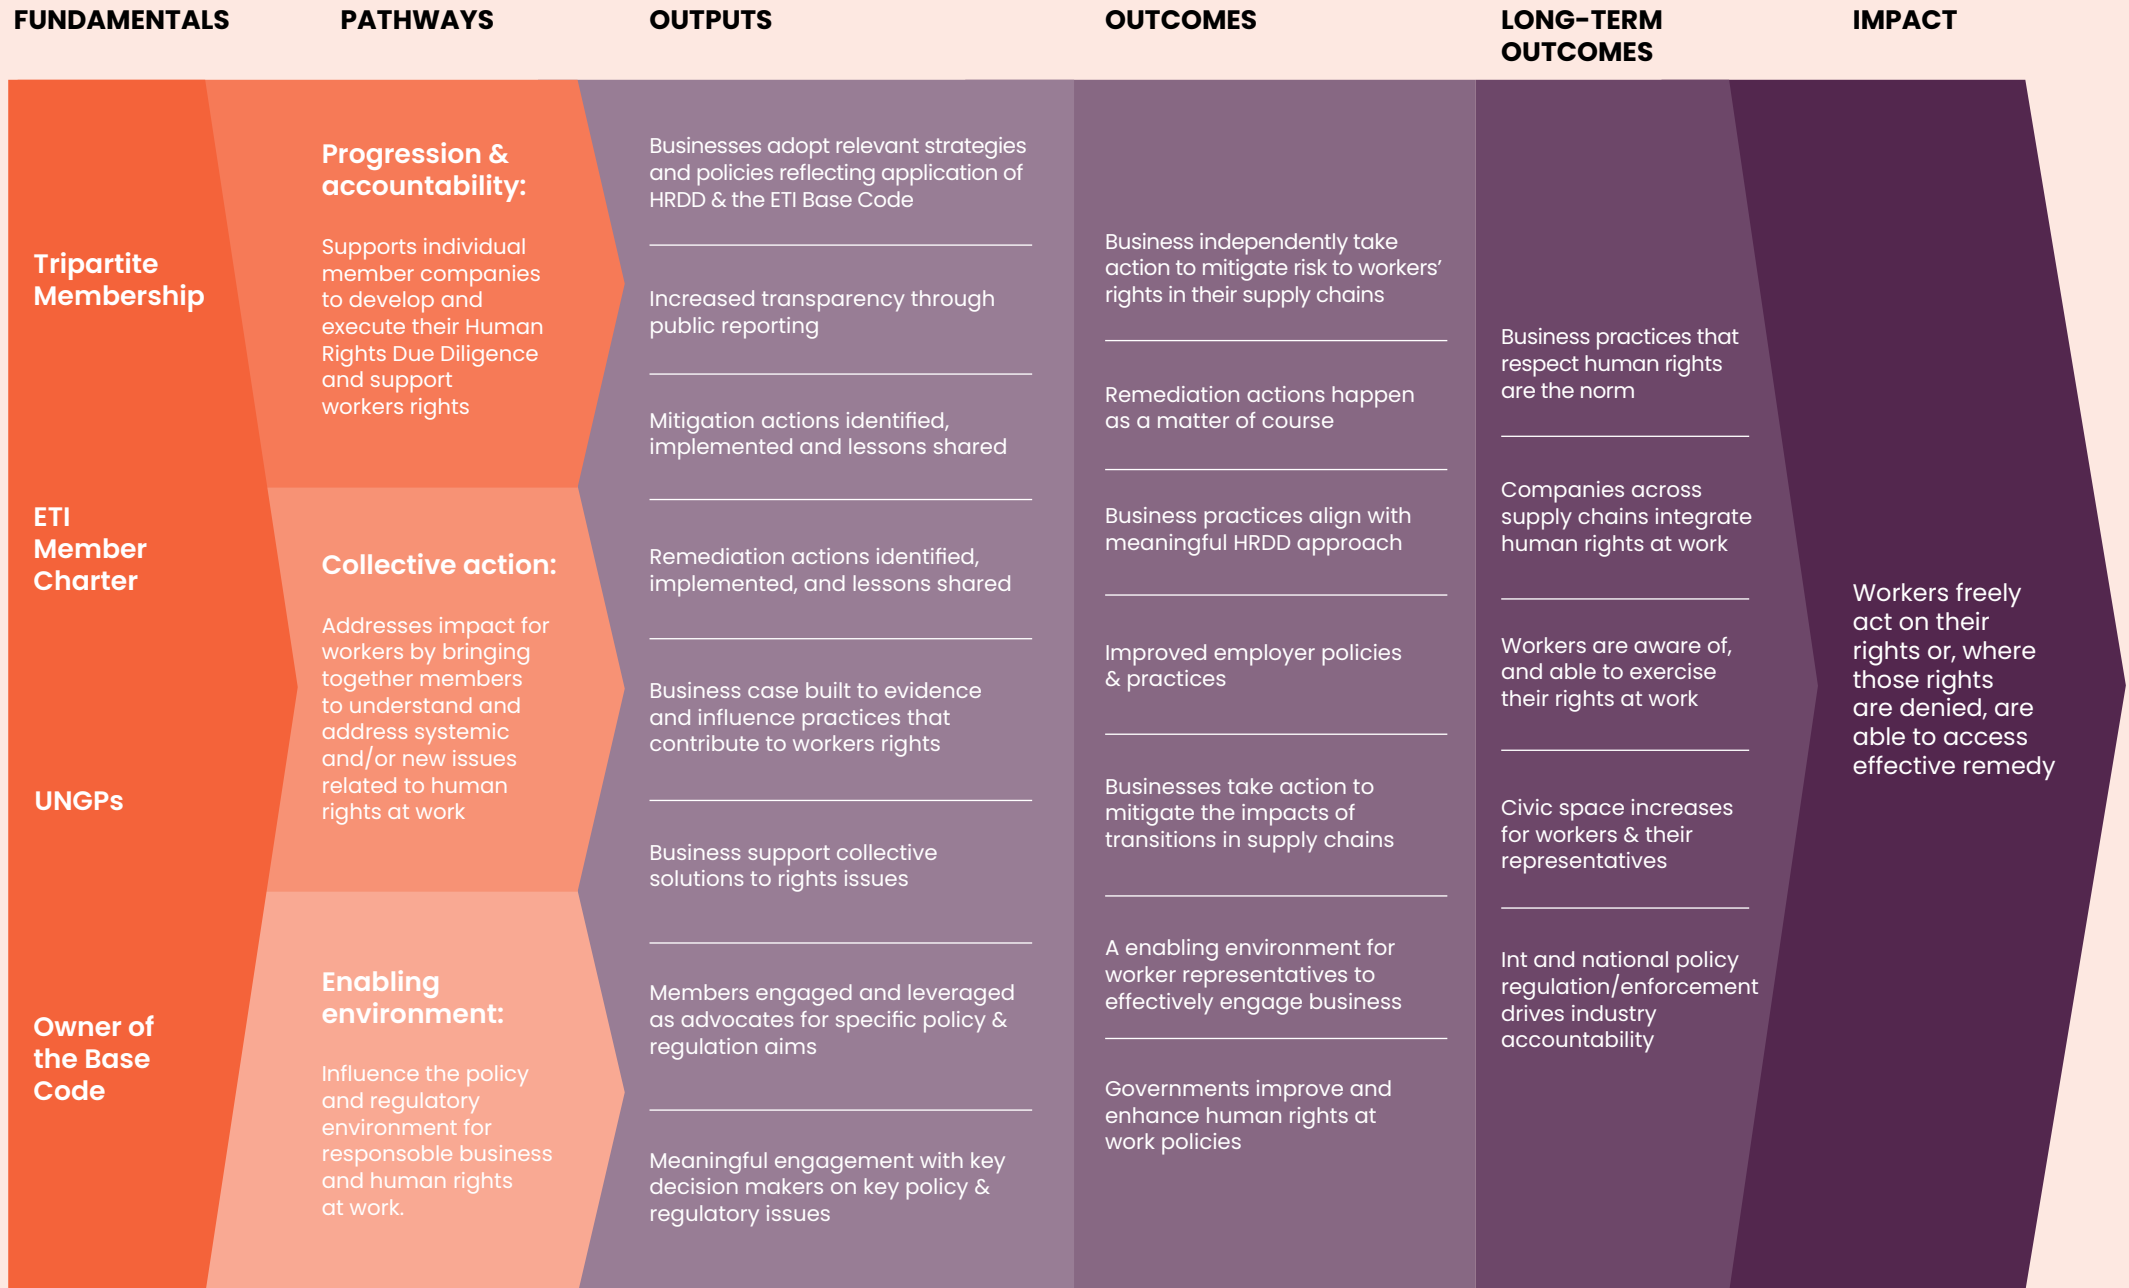 FUNDAMENTALS
PATHWAYS
OUTPUTS
OUTCOMES
LONG-TERM
OUTCOMES
IMPACT
Tripartite
Membership
ETI
Member
Charter
UNGPs
Owner of
the Base
Code
Progression &
accountability:
Supports individual
member companies
to develop and
execute their Human
Rights Due Diligence
and support
workers rights
Collective action:
Addresses impact for
workers by bringing
together members
to understand and
address systemic
and/or new issues
related to human
rights at work
Enabling
environment:
Influence the policy
and regulatory
environment for
responsoble business
and human rights
at work.
Businesses adopt relevant strategies
and policies reflecting application of
HRDD & the ETI Base Code
Increased transparency through
public reporting
Mitigation actions identified,
implemented and lessons shared
Remediation actions identified,
implemented, and lessons shared
Business case built to evidence
and influence practices that
contribute to workers rights
Business support collective
solutions to rights issues
Members engaged and leveraged
as advocates for specific policy &
regulation aims
Meaningful engagement with key
decision makers on key policy &
regulatory issues
Business independently take
action to mitigate risk to workers’
rights in their supply chains
Remediation actions happen
as a matter of course
Business practices align with
meaningful HRDD approach
Improved employer policies
& practices
Businesses take action to
mitigate the impacts of
transitions in supply chains
A enabling environment for
worker representatives to
effectively engage business
Governments improve and
enhance human rights at
work policies
Business practices that
respect human rights
are the norm
Companies across
supply chains integrate
human rights at work
Workers are aware of,
and able to exercise
their rights at work
Civic space increases
for workers & their
representatives
Int and national policy
regulation/enforcement
drives industry
accountability
Workers freely
act on their
rights or, where
those rights
are denied, are
able to access
effective remedy